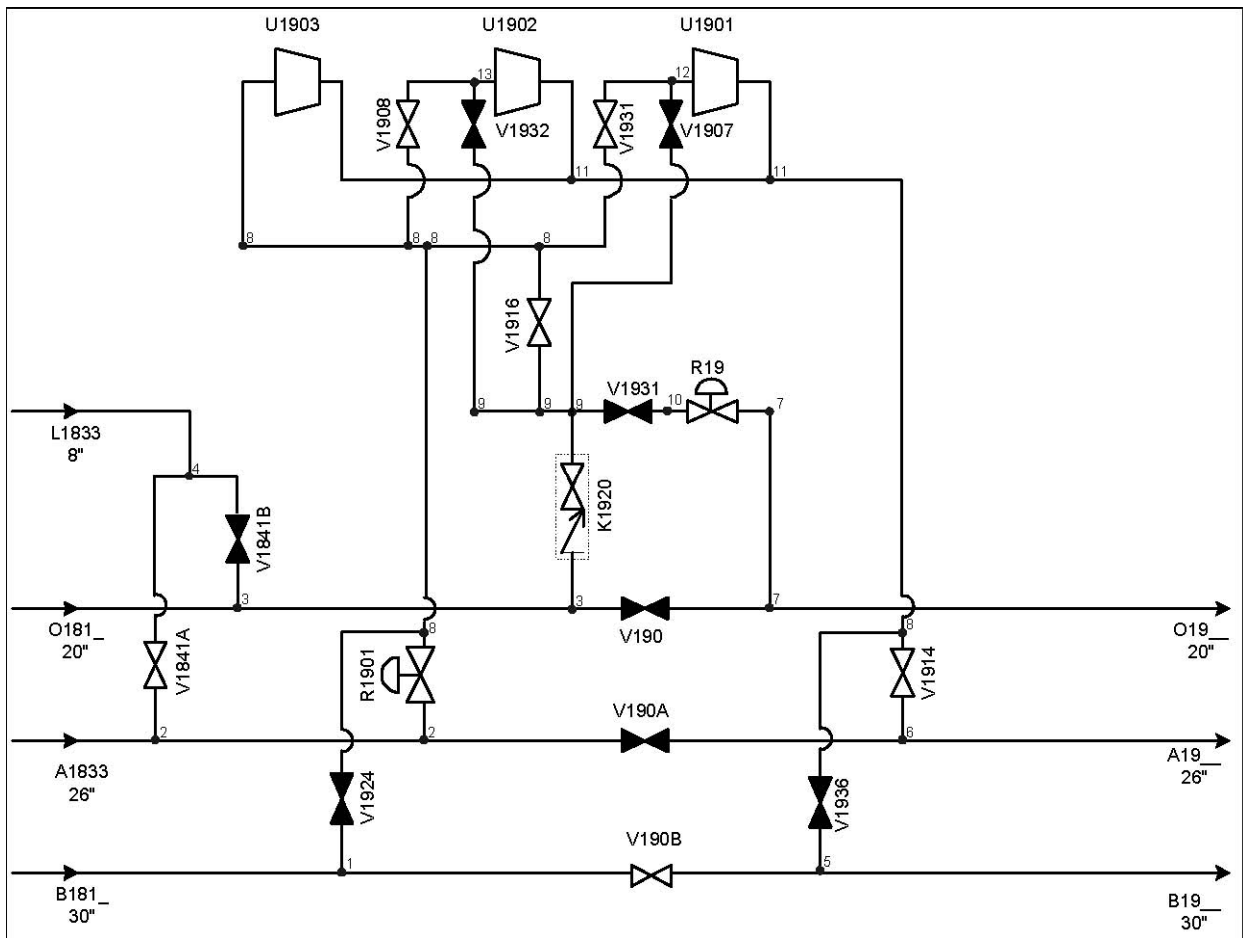 U1903
U1902
U1901
13
12
V1908
V1932
V1931
V1907
11
11
8
8
8
8
V1916
R19
V1931
9
9
9
10
7
L1833
8"
4
V1841B
K1920
3
3
7
O181_
20"
V190
O19__
20"
V1841A
R1901
8
8
V1914
V190A
2
2
6
A1833
26"
A19__
26"
V1924
V1936
V190B
1
5
B181_
30"
B19__
30"